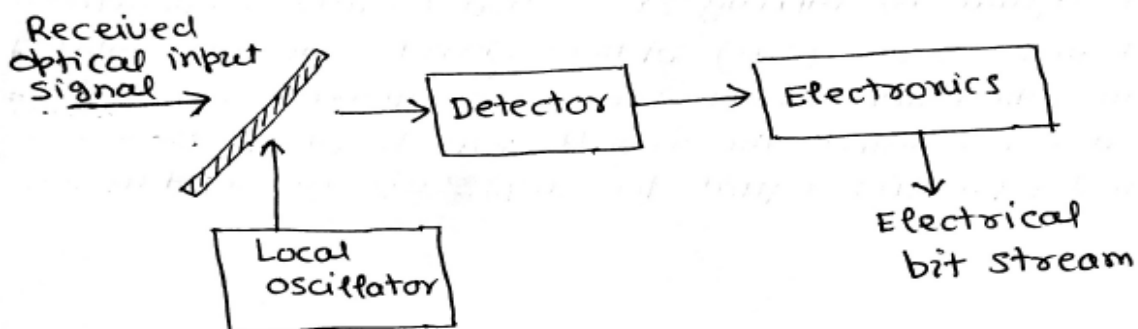 Received
optical input
signal
Detector
Electronics
Local
oscillator
Electrical
bit stream